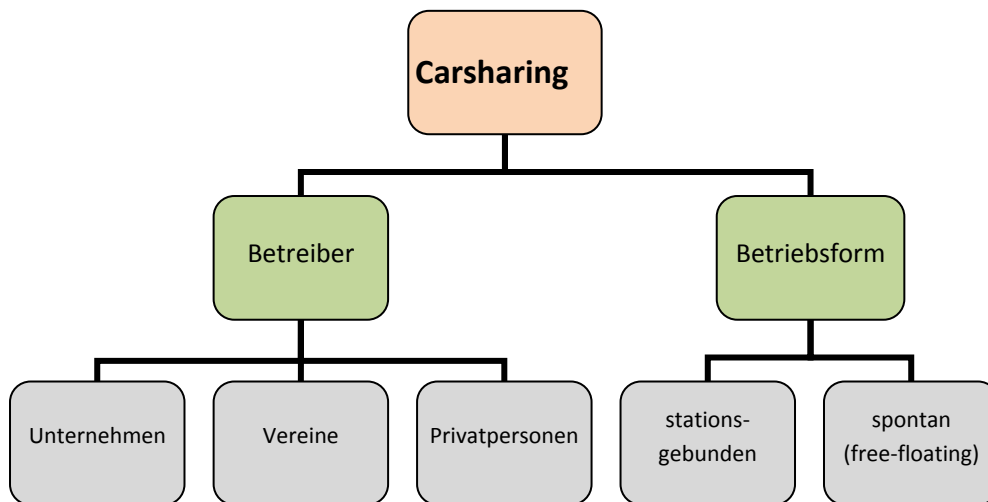 Carsharing
Betreiber
Betriebsform
Unternehmen
Vereine
Privatpersonen
stations-
gebunden
spontan
(free-floating)